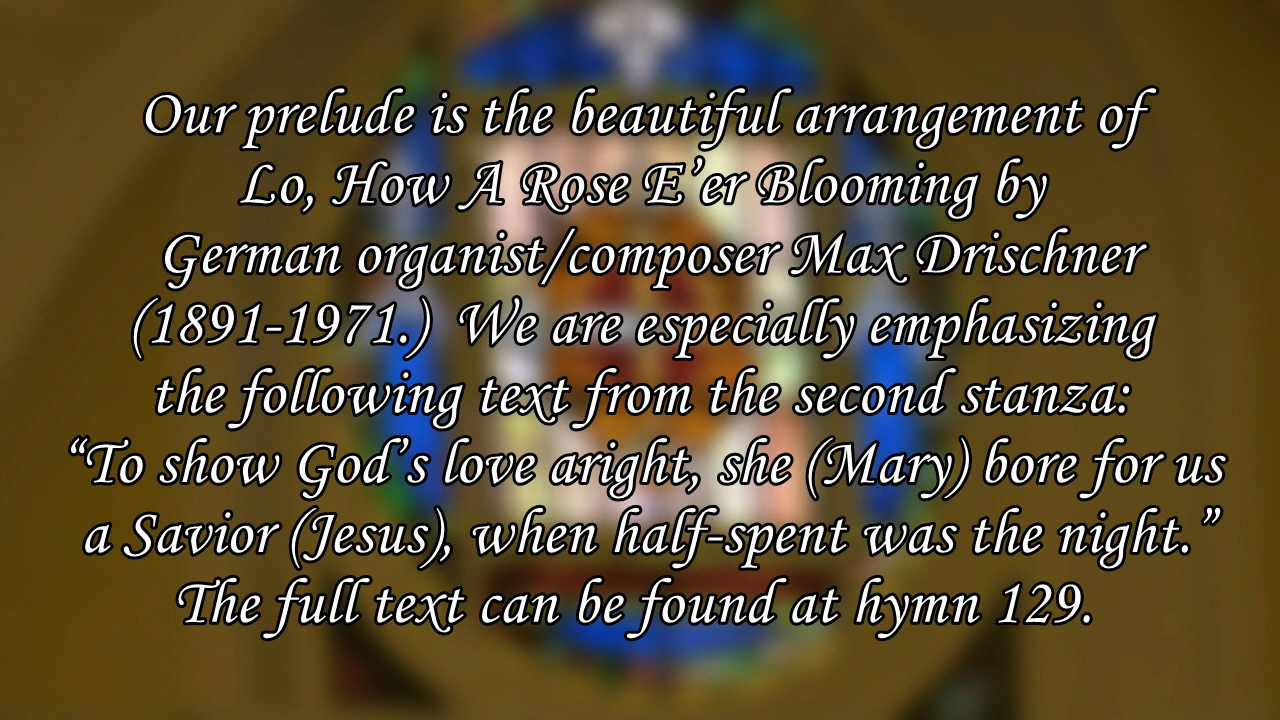 Our prelude is the beautiful arrangement of
Lo, How A Rose E’er Blooming by
German organist/composer Max Drischner
(1891-1971.)  We are especially emphasizing
the following text from the second stanza:
“To show God’s love aright, she (Mary) bore for us
a Savior (Jesus), when half-spent was the night.”
The full text can be found at hymn 129.